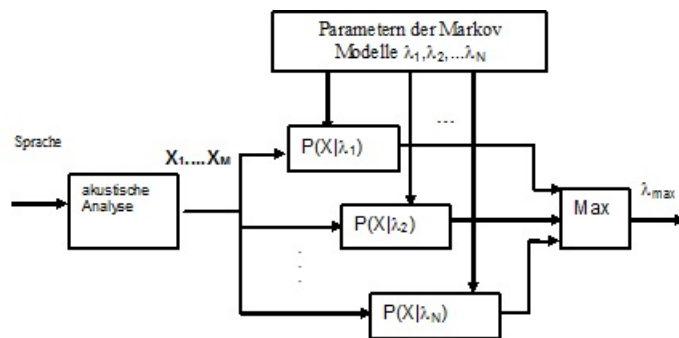 Parametern der Markov
Modelle λ₁,λ₂,...λN
...
Sprache
X₁....XM
P(X|λ₁)
akustische
Analyse
P(X|λ₂)
Max
λmax
P(X|λN)